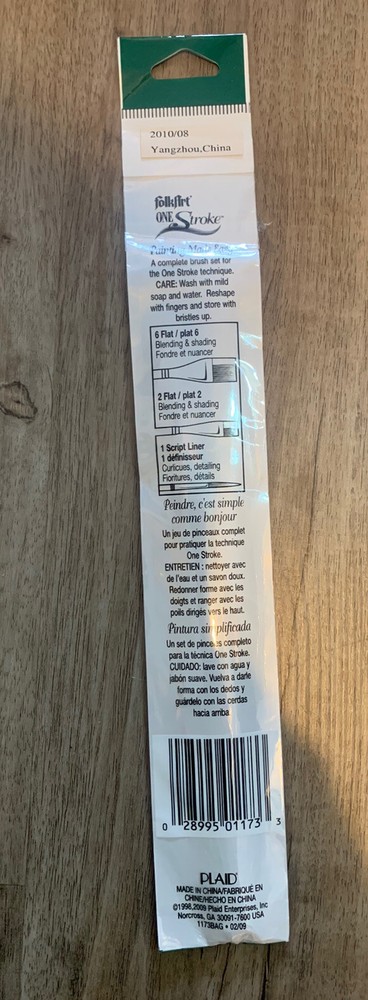 2010/08
Yangzhou,China
folkArt
ONE Stroke
Painting Made Easy
A complete brush set for
the One Stroke technique.
CARE: Wash with mild
soap and water. Reshape
with fingers and store with
bristles up.
6 Flat / plat 6
Blending & shading
Fondre et nuancer
2 Flat / plat 2
Blending & shading
Fondre et nuancer
1 Script Liner
1 définisseur
Curlicues, detailing
Fioritures, détails
Peindre, c'est simple
comme bonjour
Un jeu de pinceaux complet
pour pratiquer la technique
One Stroke.
ENTRETIEN : nettoyer avec
de l'eau et un savon doux.
Redonner forme avec les
doigts et ranger avec les
poils dirigés vers le haut.
Pintura simplificada
Un set de pinceles completo
para la técnica One Stroke.
CUIDADO: lave con agua y
jabón suave. Vuelva a darle
forma con los dedos y
guárdelo con las cerdas
hacia arriba.
0 28995 01173 3
PLAID
MADE IN CHINA/FABRIQUÉ EN
CHINE/HECHO EN CHINA
©1998,2009 Plaid Enterprises, Inc
Norcross, GA 30091-7600 USA
1173BAG • 02/09